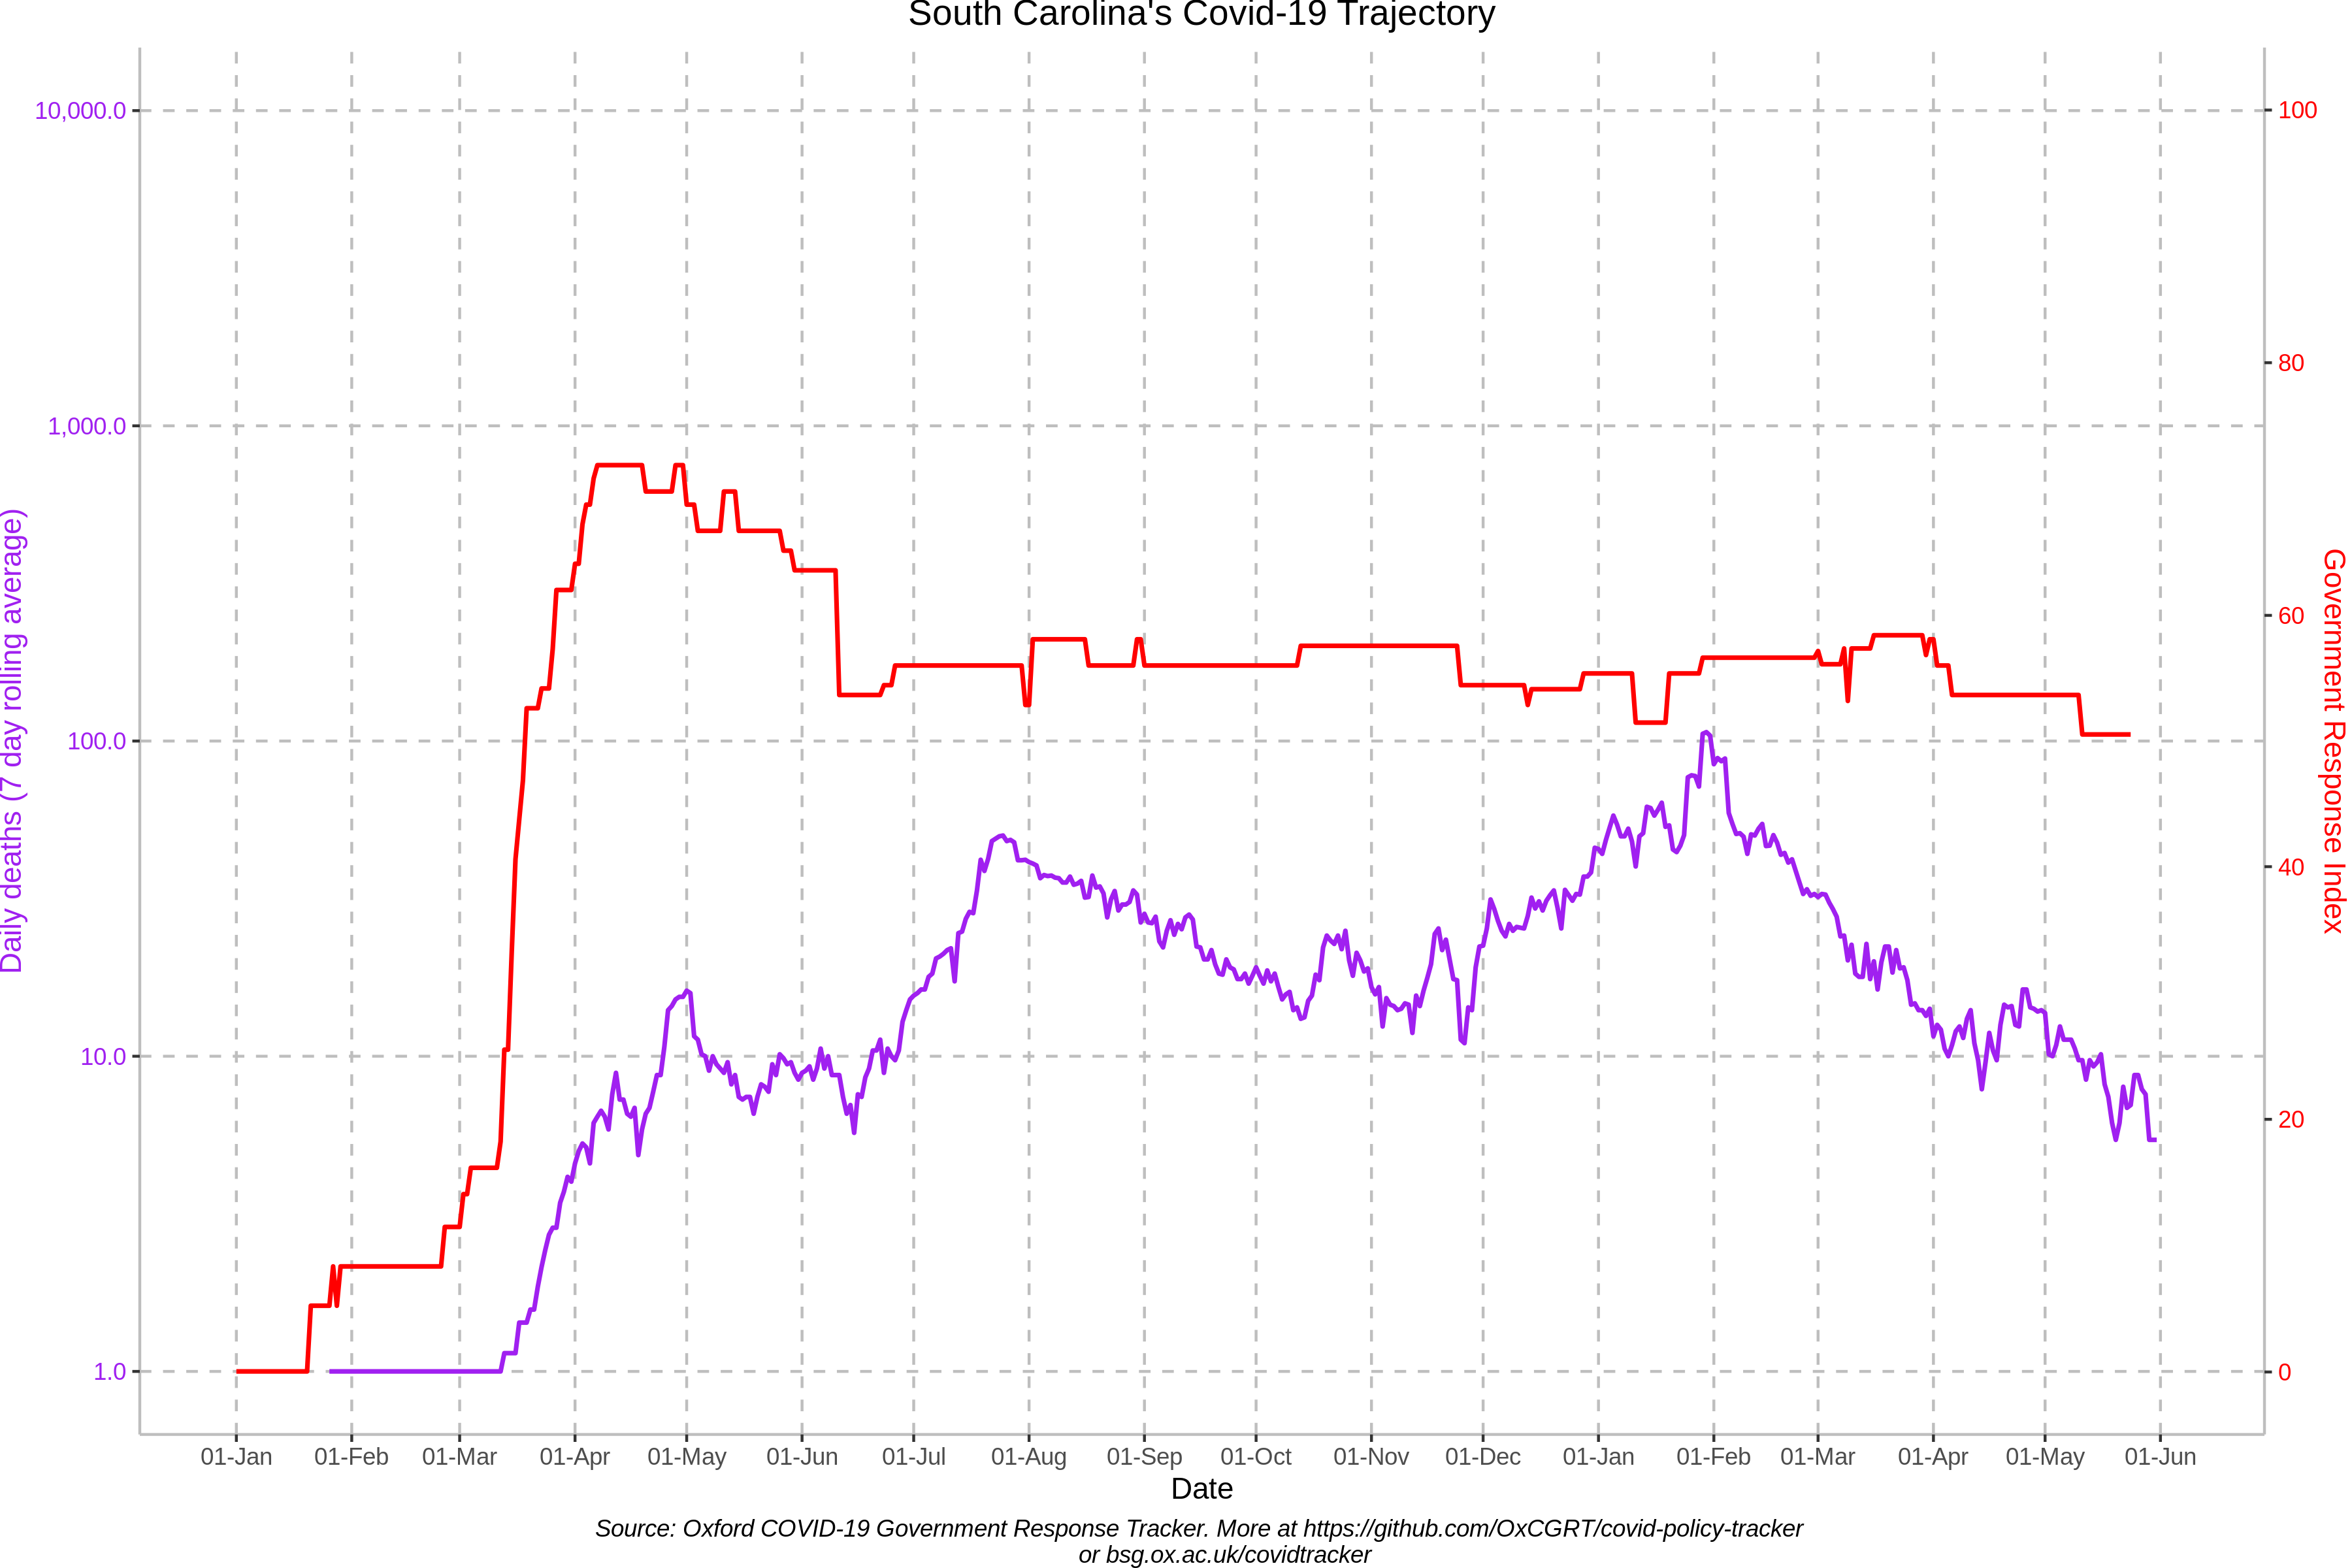 South Carolina's Covid-19 Trajectory
10,000.0
1,000.0
100.0
10.0
1.0
Daily deaths (7 day rolling average)
100
80
60
40
20
0
Government Response Index
01-Jan 01-Feb 01-Mar 01-Apr 01-May 01-Jun 01-Jul 01-Aug 01-Sep 01-Oct 01-Nov 01-Dec 01-Jan 01-Feb 01-Mar 01-Apr 01-May 01-Jun
Date
Source: Oxford COVID-19 Government Response Tracker. More at https://github.com/OxCGRT/covid-policy-tracker
or bsg.ox.ac.uk/covidtracker